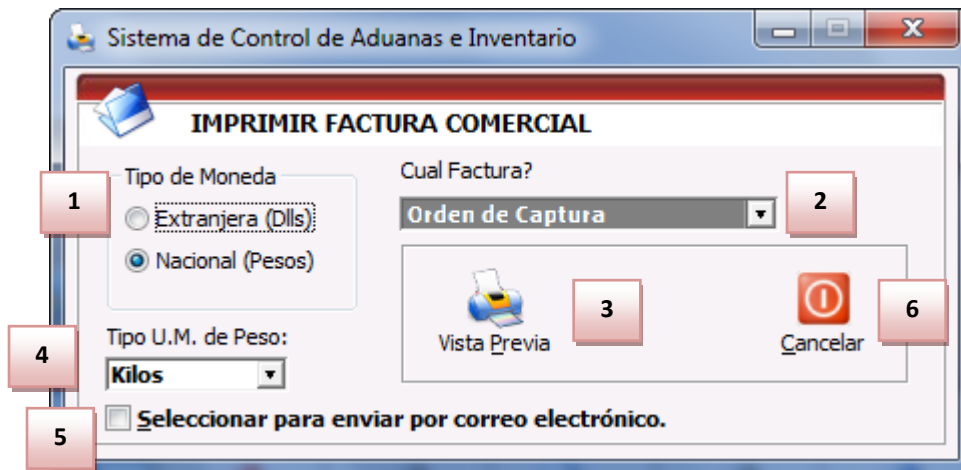 Sistema de Control de Aduanas e Inventario
IMPRIMIR FACTURA COMERCIAL
1
Tipo de Moneda
Extranjera (Dlls)
Nacional (Pesos)
Cual Factura?
Orden de Captura
2
Vista Previa
3
Cancelar
6
4
Tipo U.M. de Peso:
Kilos
5
Seleccionar para enviar por correo electrónico.